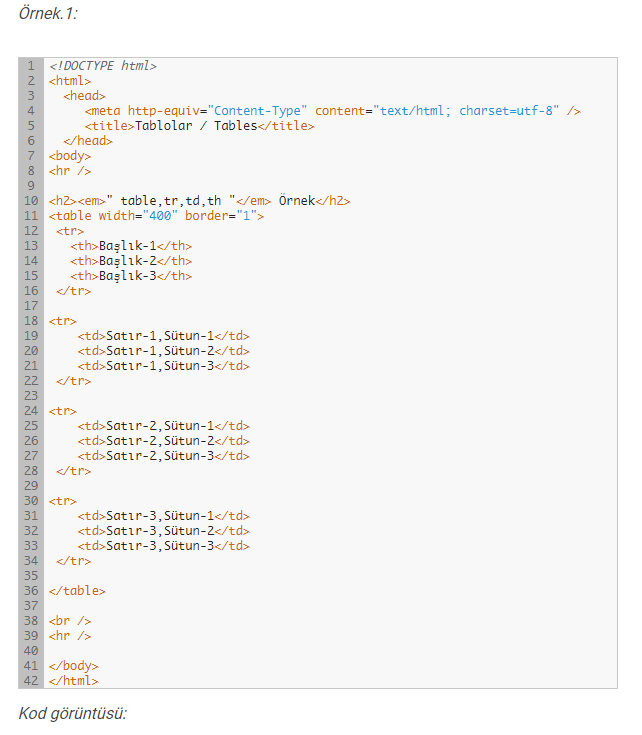 Örnek.1:
1 <!DOCTYPE html>
2 <html>
3 <head>
4 <meta http-equiv="Content-Type" content="text/html; charset=utf-8" />
5 <title>Tablolar / Tables</title>
6 </head>
7 <body>
8 <hr />
9
10 <h2><em>" table,tr,td,th "</em> Örnek</h2>
11 <table width="400" border="1">
12 <tr>
13 <th>Başlık-1</th>
14 <th>Başlık-2</th>
15 <th>Başlık-3</th>
16 </tr>
17
18 <tr>
19 <td>Satır-1,Sütun-1</td>
20 <td>Satır-1,Sütun-2</td>
21 <td>Satır-1,Sütun-3</td>
22 </tr>
23
24 <tr>
25 <td>Satır-2,Sütun-1</td>
26 <td>Satır-2,Sütun-2</td>
27 <td>Satır-2,Sütun-3</td>
28 </tr>
29
30 <tr>
31 <td>Satır-3,Sütun-1</td>
32 <td>Satır-3,Sütun-2</td>
33 <td>Satır-3,Sütun-3</td>
34 </tr>
35
36 </table>
37
38 <br />
39 <hr />
40
41 </body>
42 </html>
Kod görüntüsü: